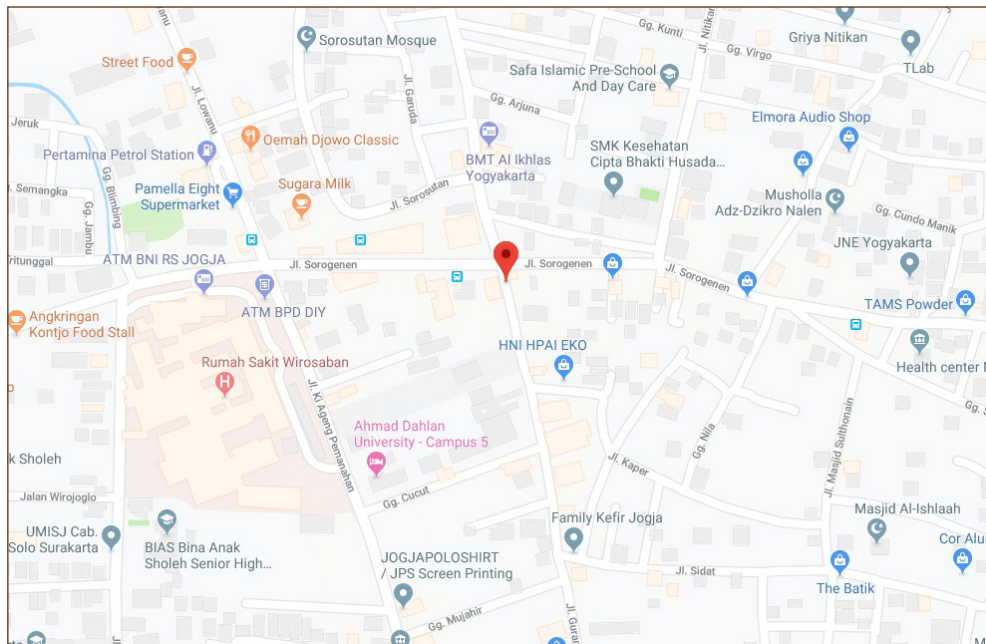 Gg. Kunti
Griya Nitikan
Street Food
Sorosutan Mosque
Jl. Nitikan
Gg. Virgo
TLab
Safa Islamic Pre-School
And Day Care
Jl. Lowanu
Jl. Garuda
Gg. Arjuna
Elmora Audio Shop
Jeruk
Oemah Djowo Classic
Pertamina Petrol Station
BMT Al Ikhlas
Yogyakarta
SMK Kesehatan
Cipta Bhakti Husada...
Gg. Blimbing
Semangka
Pamella Eight
Supermarket
Sugara Milk
Jl. Sorosutan
Musholla
Adz-Dzikro Nalen
Gg. Jambu
Gg. Cundo Manik
JNE Yogyakarta
Tritunggal
ATM BNI RS JOGJA
Jl. Sorogenen
Jl. Sorogenen
Jl. Sorogenen
ATM BPD DIY
TAMS Powder
Angkringan
Kontjo Food Stall
HNI HPAI EKO
Rumah Sakit Wirosaban
Health center
Jl. Ki Ageng Pemanahan
Ahmad Dahlan
University - Campus 5
Gg. Nila
Jl. Masjid Sulthonain
k Sholeh
Jl. Kaper
Gg. Cucut
Jalan Wirojoglo
Masjid Al-Ishlaah
UMISJ Cab.
Solo Surakarta
BIAS Bina Anak
Sholeh Senior High...
Family Kefir Jogja
Cor Alu
JOGJAPOLOSHIRT
/ JPS Screen Printing
Jl. Sidat
The Batik
Gg. Mujahir
Jl. Guran